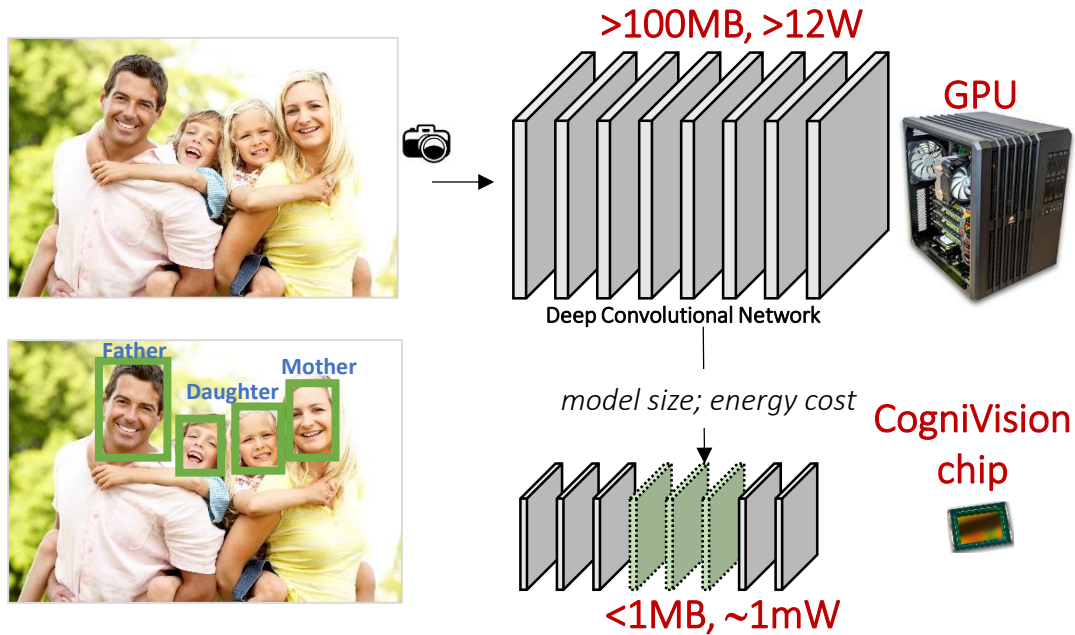 >100MB, >12W
GPU
Deep Convolutional Network
Father
Mother
Daughter
model size; energy cost
CogniVision
chip
<1MB, ~1mW